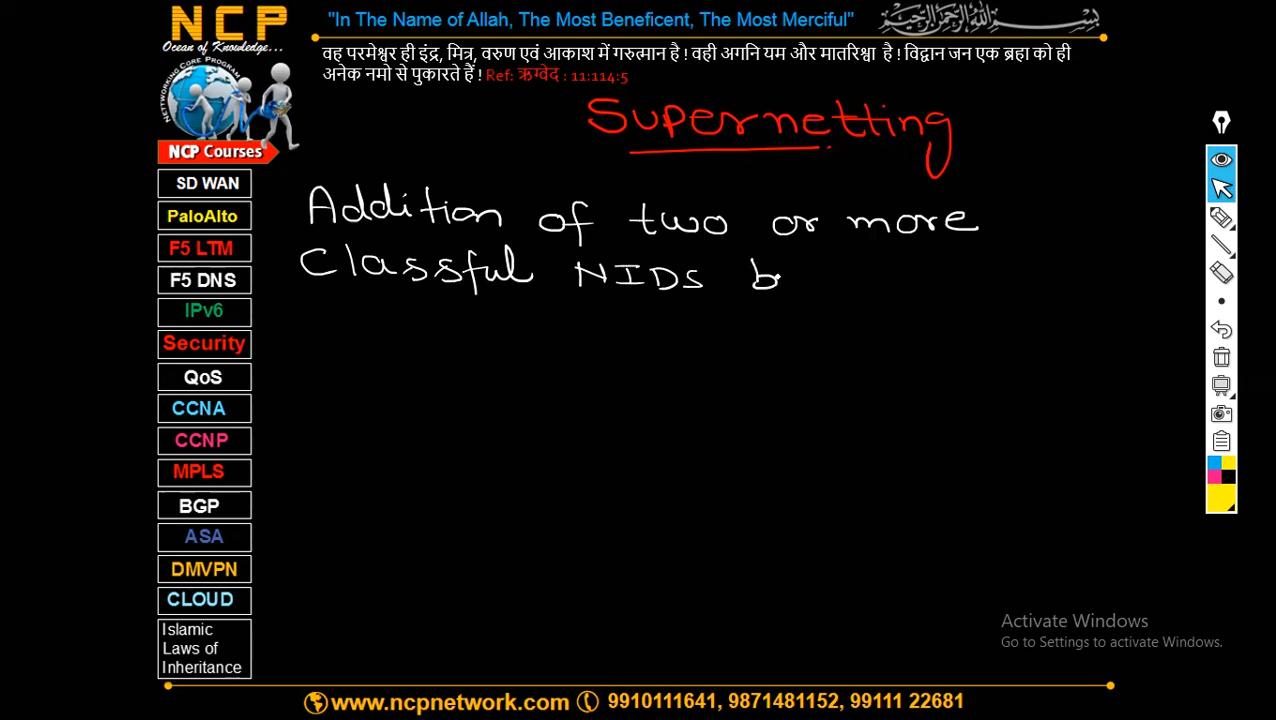 NCP
Ocean of Knowledge...
"In The Name of Allah, The Most Beneficent, The Most Merciful"
वह परमेश्वर ही इंद्र, मित्र, वरुण एवं आकाश में गरुत्मान है ! वही अगनि यम और मातरिश्वा है ! विद्वान जन एक ब्रहा को ही
अनेक नमो से पुकारते हैं ! Ref: ऋग्वेद : 11:114:5
NETWORKING CORE PROGRAM
Supernetting
NCP Courses
SD WAN
PaloAlto
F5 LTM
F5 DNS
IPv6
Security
QoS
CCNA
CCNP
MPLS
BGP
ASA
DMVPN
CLOUD
Islamic
Laws of
Inheritance
Addition of two or more
Classful NIDS b
Activate Windows
Go to Settings to activate Windows.
www.ncpnetwork.com 9910111641, 9871481152, 99111 22681